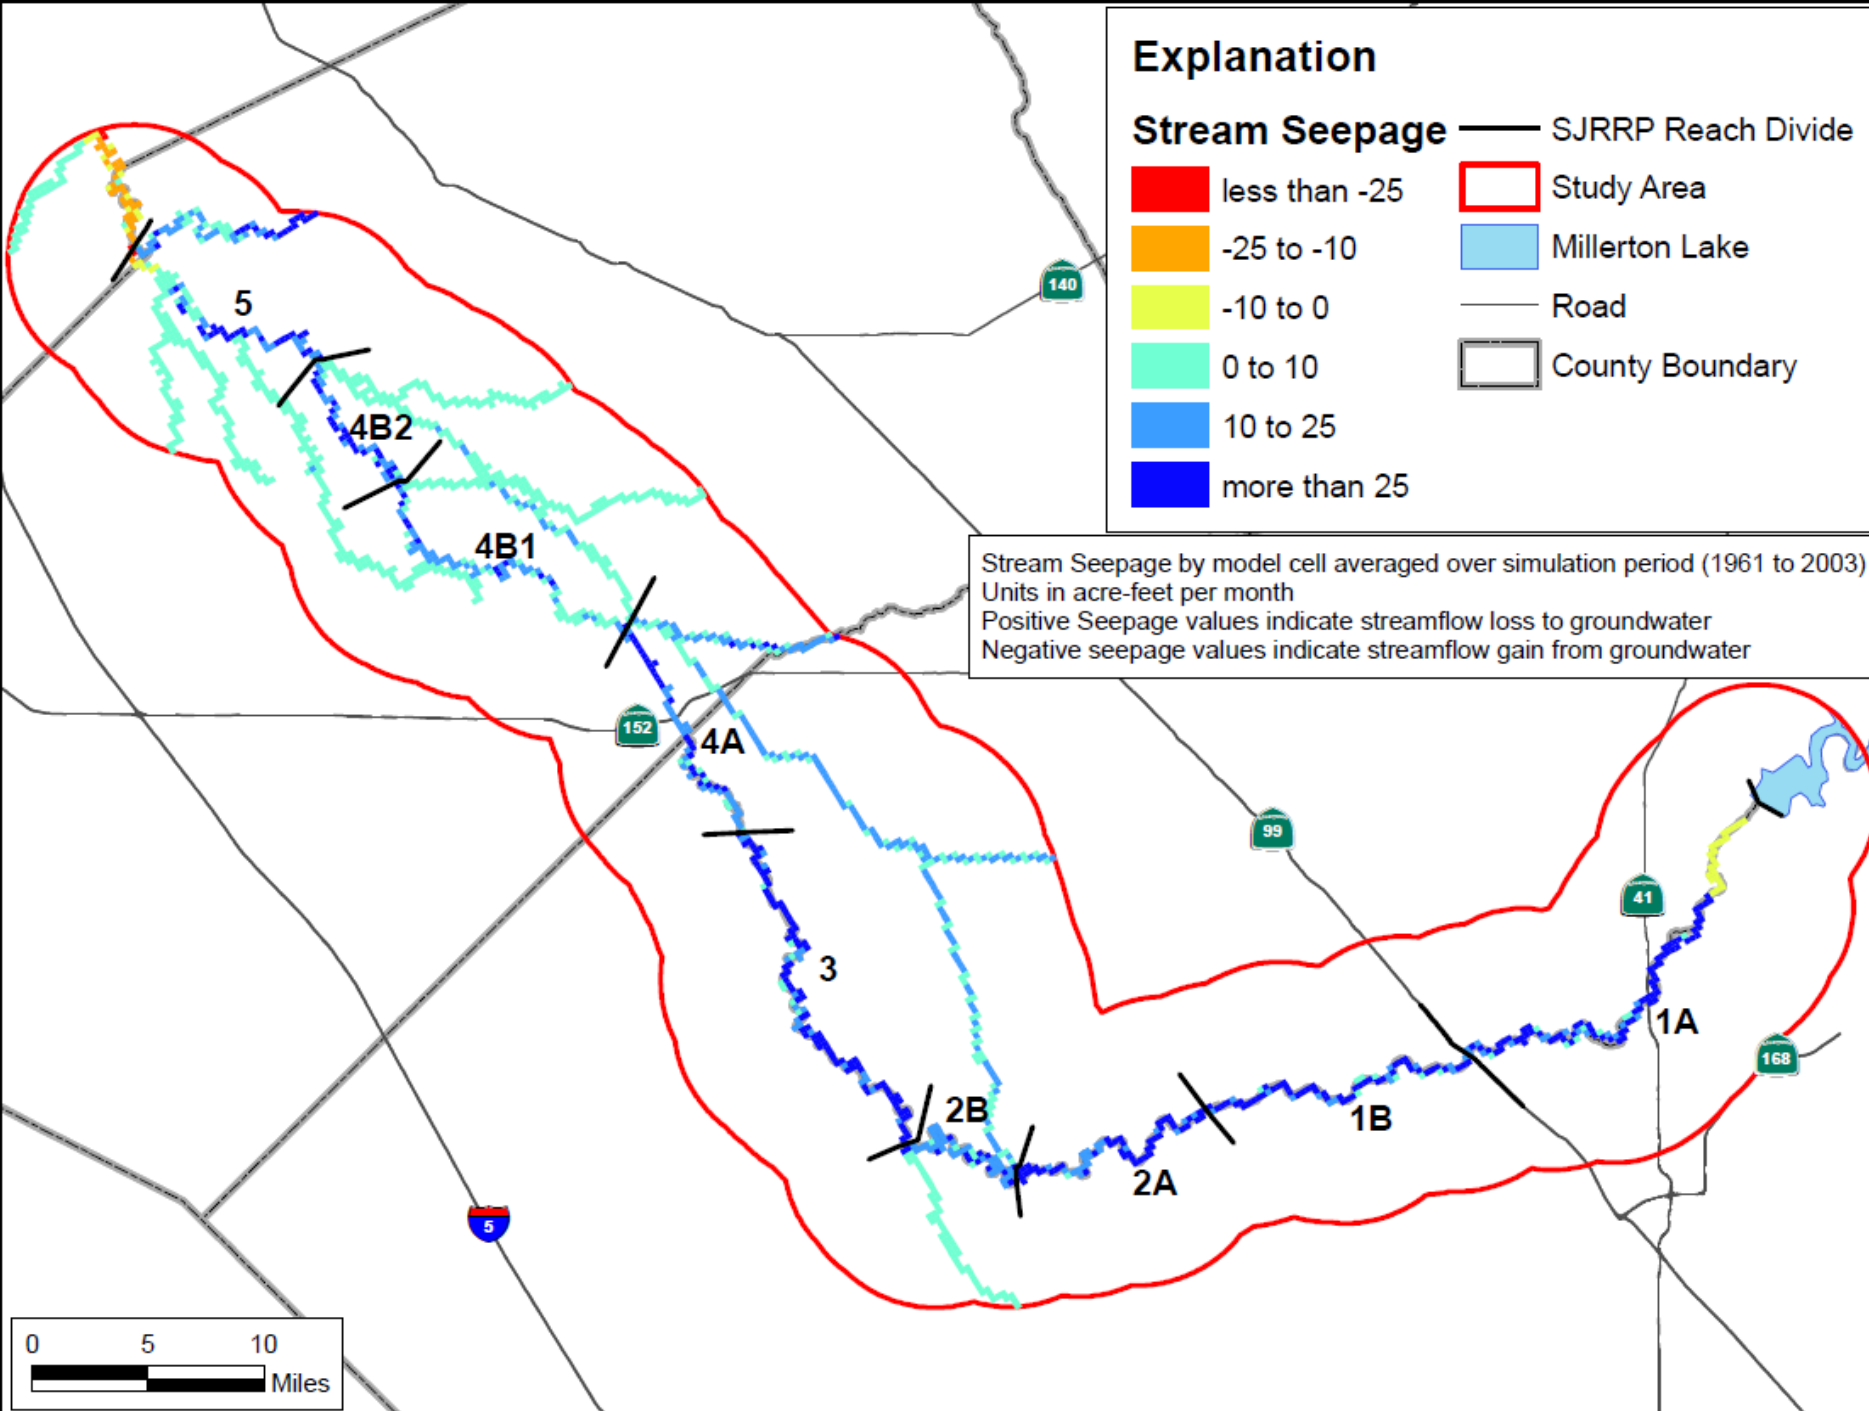 Explanation
Stream Seepage
less than -25
-25 to -10
-10 to 0
0 to 10
10 to 25
more than 25
SJRRP Reach Divide
Study Area
Millerton Lake
Road
County Boundary
Stream Seepage by model cell averaged over simulation period (1961 to 2003)
Units in acre-feet per month
Positive Seepage values indicate streamflow loss to groundwater
Negative seepage values indicate streamflow gain from groundwater
140
5
4B2
4B1
152
4A
99
41
3
1A
168
2B
1B
2A
5
0 5 10
Miles